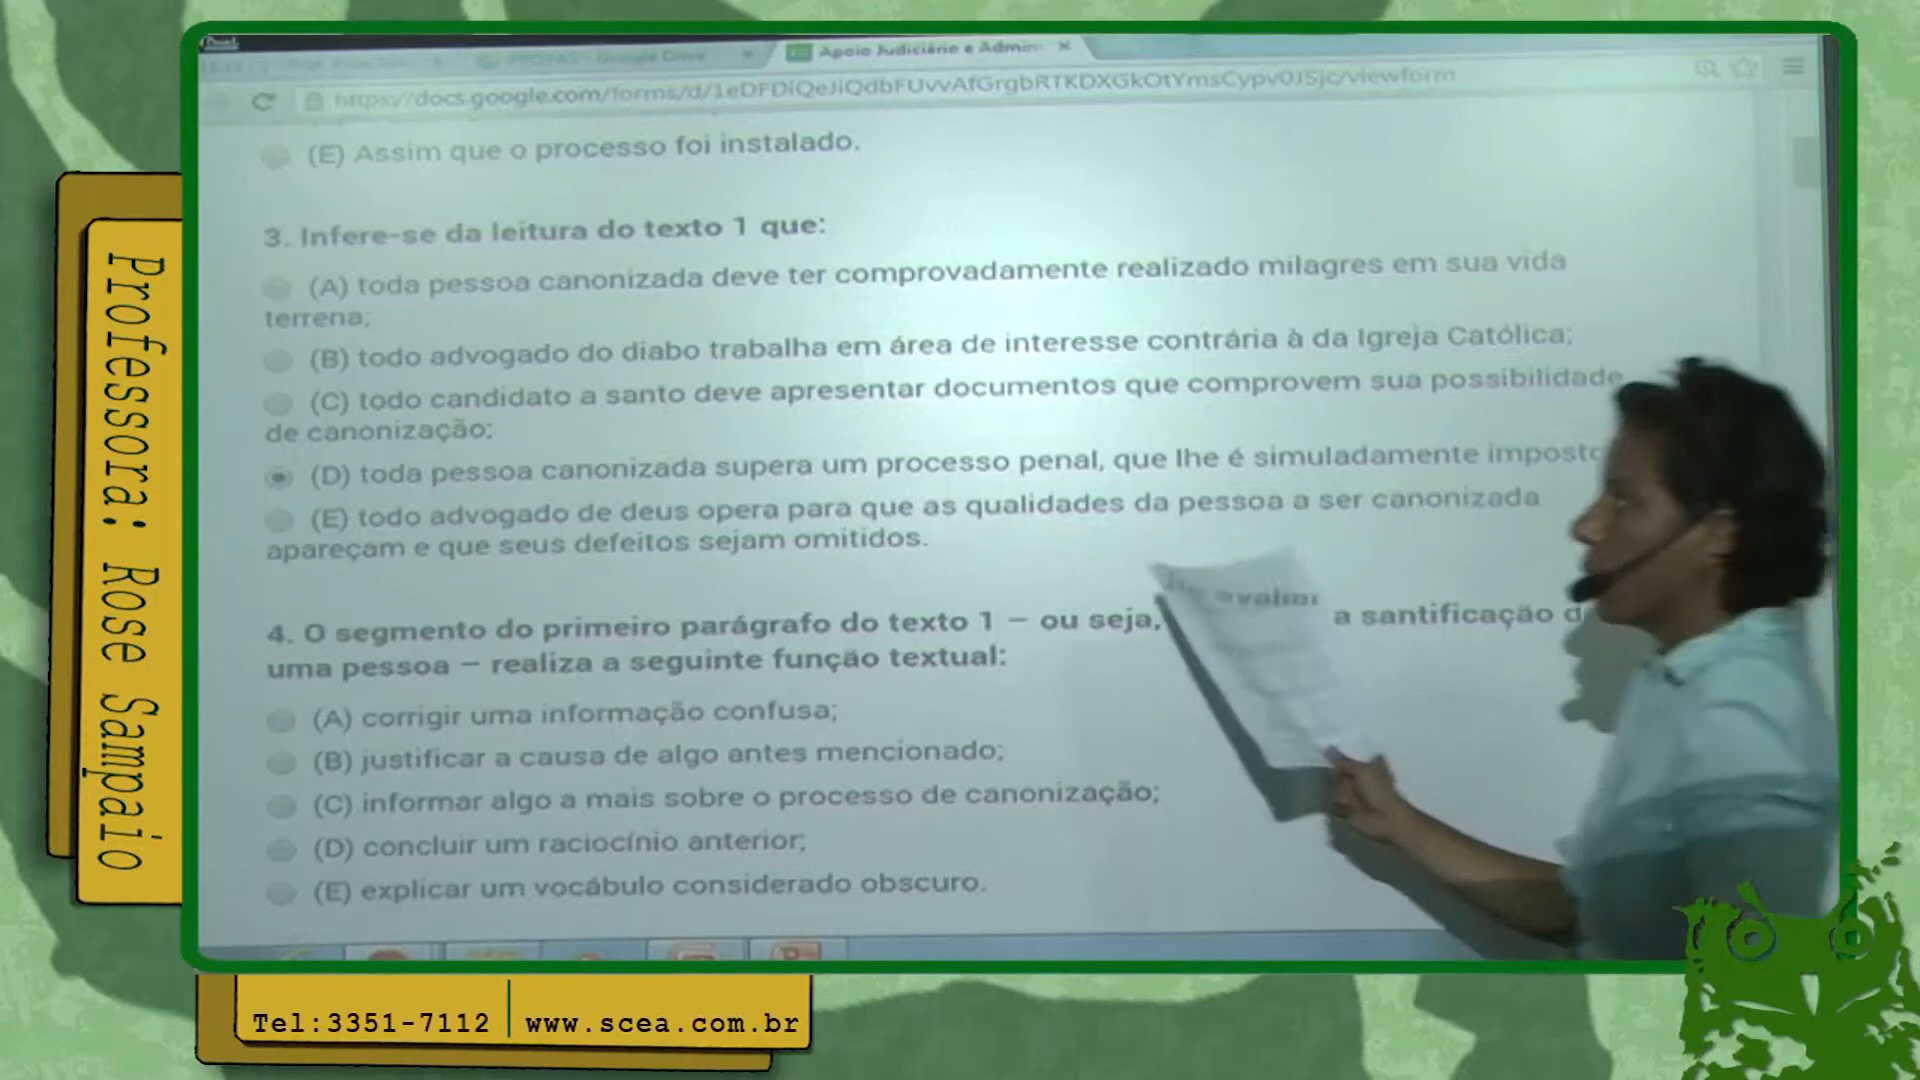 Apoio Judiciário e Admin
https://docs.google.com/forms/d/1eDFDiQeJiQdbFUvvAfGrgbRTKDXGkOtYmsCypv0JSjc/viewform
(E) Assim que o processo foi instalado.
3. Infere-se da leitura do texto 1 que:
(A) toda pessoa canonizada deve ter comprovadamente realizado milagres em sua vida
terrena;
(B) todo advogado do diabo trabalha em área de interesse contrária à da Igreja Católica;
(C) todo candidato a santo deve apresentar documentos que comprovem sua possibilidade
de canonização;
(D) toda pessoa canonizada supera um processo penal, que lhe é simuladamente imposto
(E) todo advogado de deus opera para que as qualidades da pessoa a ser canonizada
apareçam e que seus defeitos sejam omitidos.
4. O segmento do primeiro parágrafo do texto 1 – ou seja, avaliar a santificação d
uma pessoa – realiza a seguinte função textual:
(A) corrigir uma informação confusa;
(B) justificar a causa de algo antes mencionado;
(C) informar algo a mais sobre o processo de canonização;
(D) concluir um raciocínio anterior;
(E) explicar um vocábulo considerado obscuro.
Professora: Rose Sampaio
Tel:3351-7112 www.scea.com.br